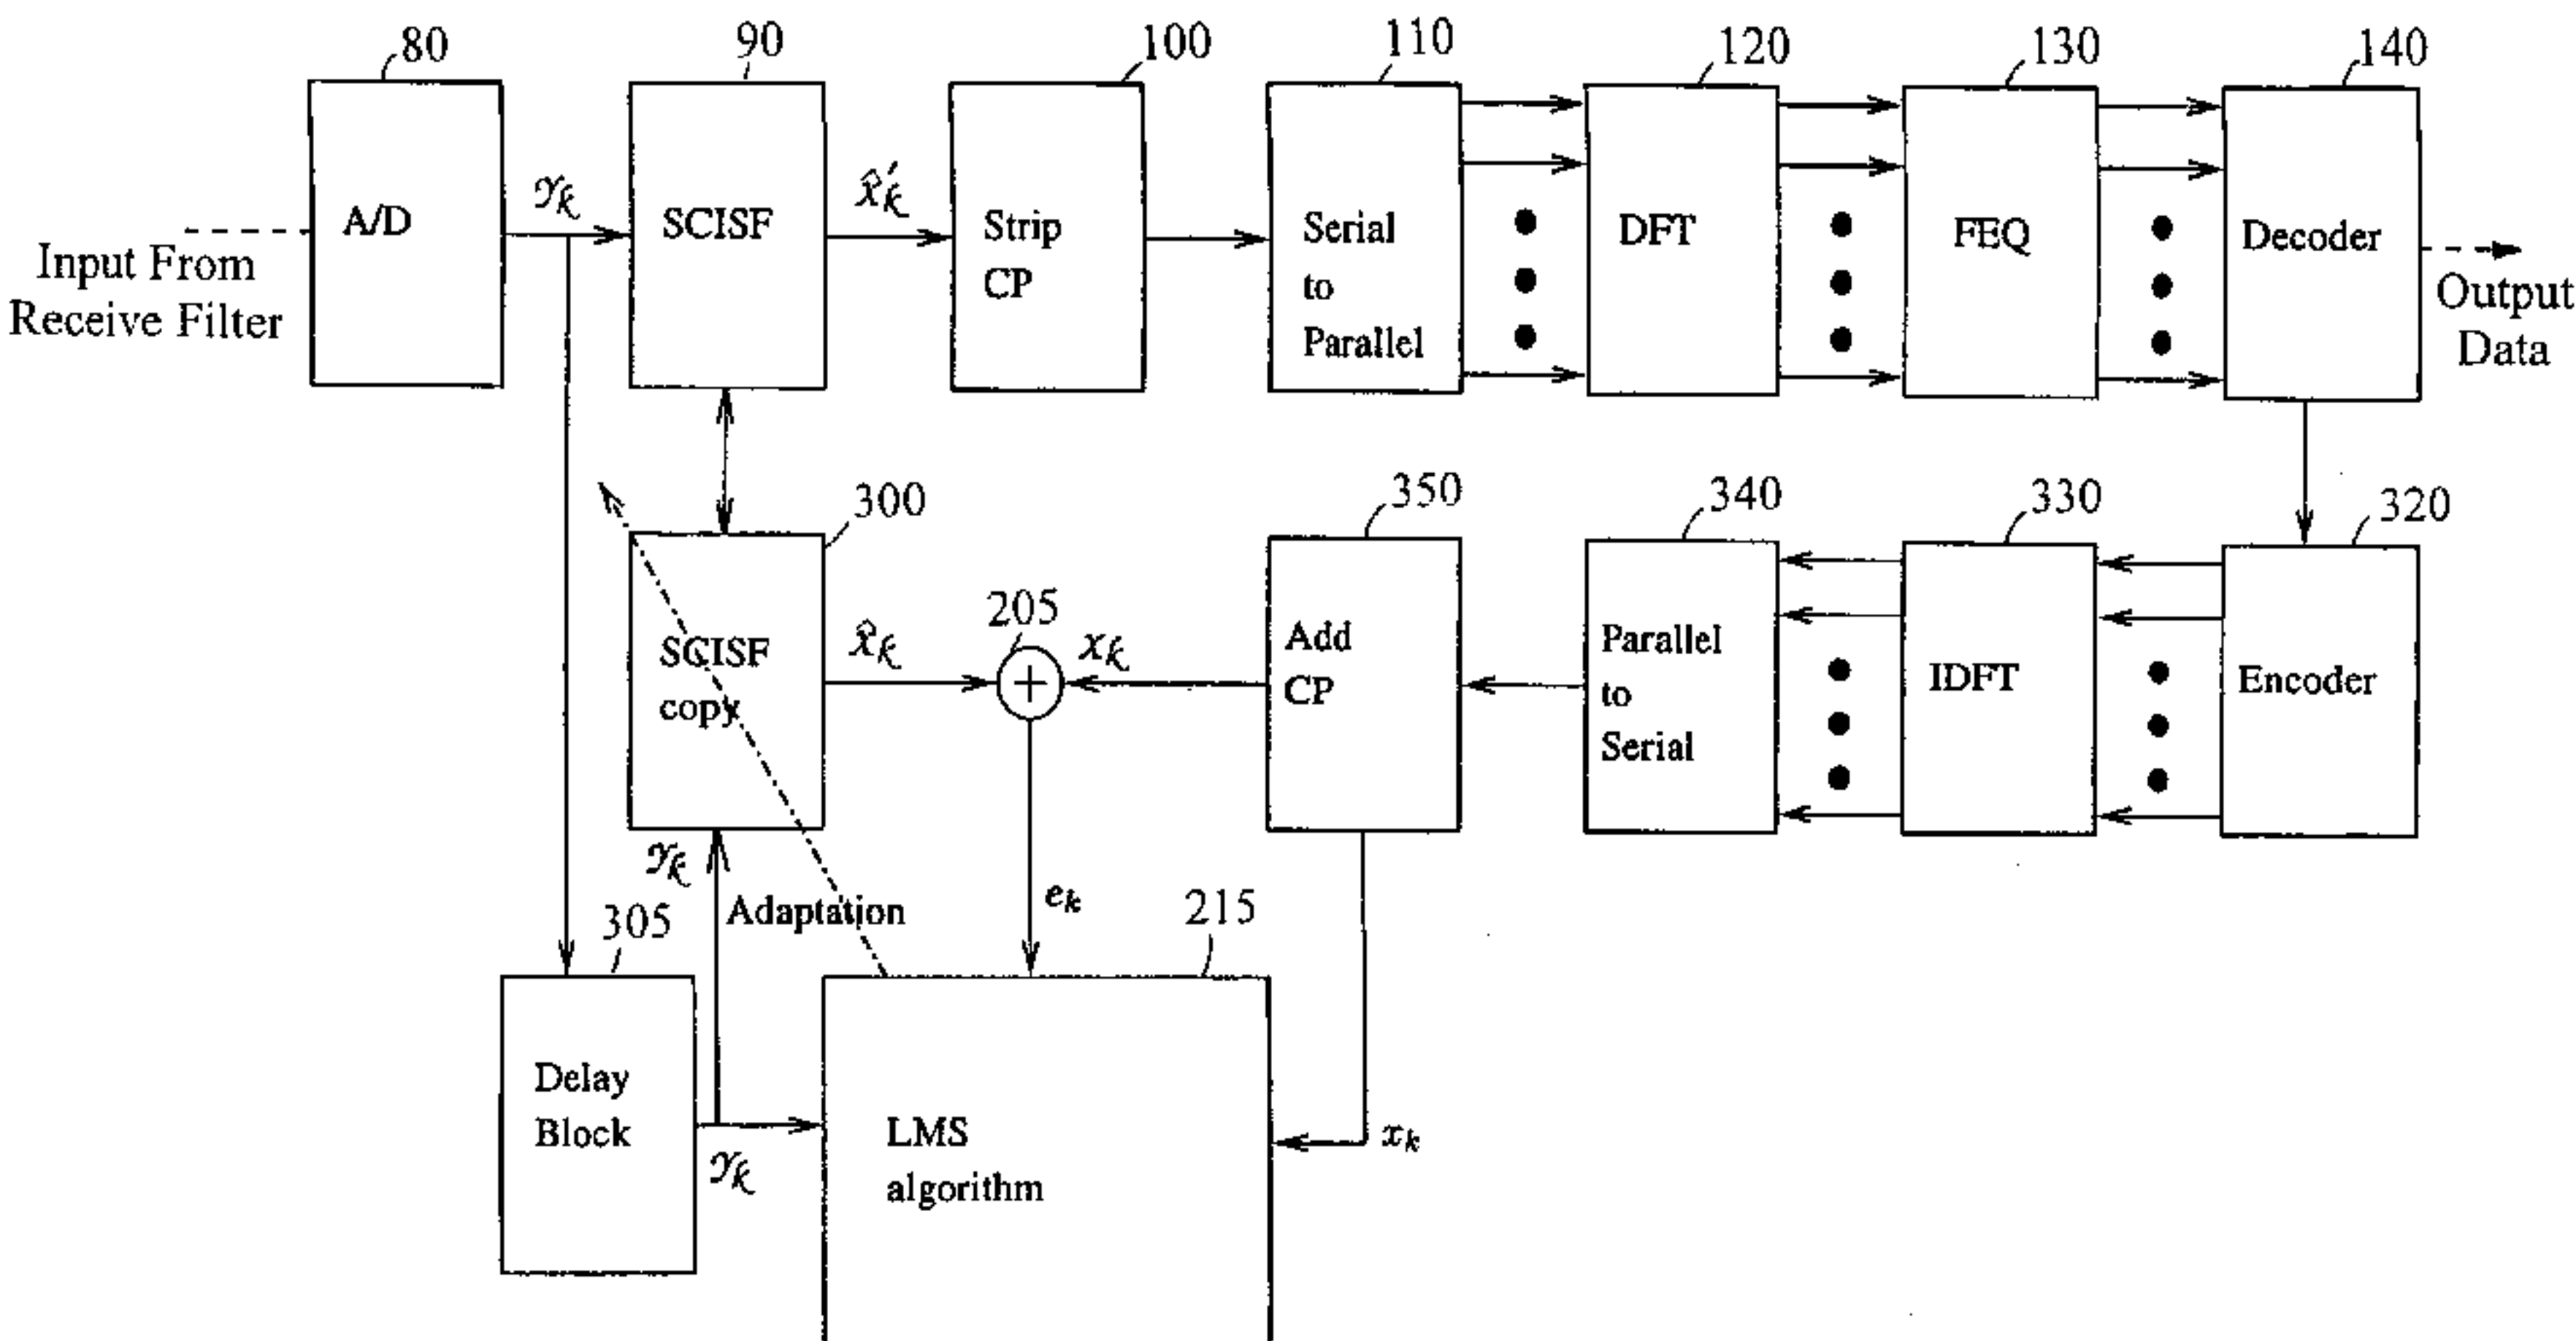 80
90
100
110
120
130
140
A/D
SCISF
Strip
CP
Serial
to
Parallel
DFT
FEQ
Decoder
Input From
Receive Filter
Output
Data
y_k
x̂'_k
300
205
350
340
330
320
SCISF
copy
x̂_k
+
x_k
Add
CP
Parallel
to
Serial
IDFT
Encoder
y_k
Adaptation
e_k
305
215
Delay
Block
y_k
LMS
algorithm
x_k